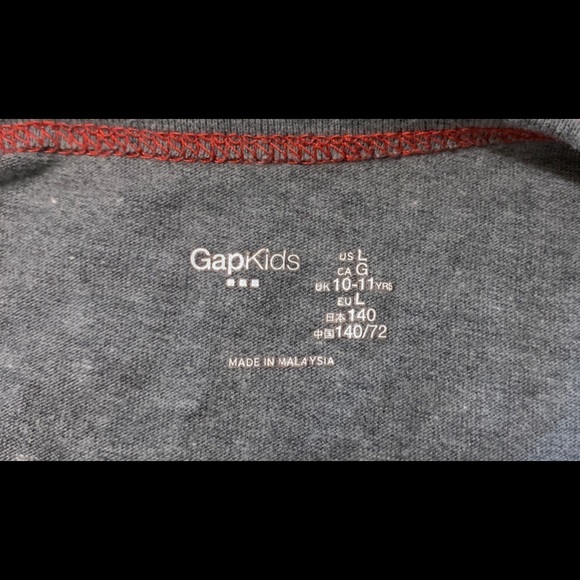 GapKids
US L
CA G
UK 10-11 YRS
EU L
日本 140
中国 140/72
MADE IN MALAYSIA